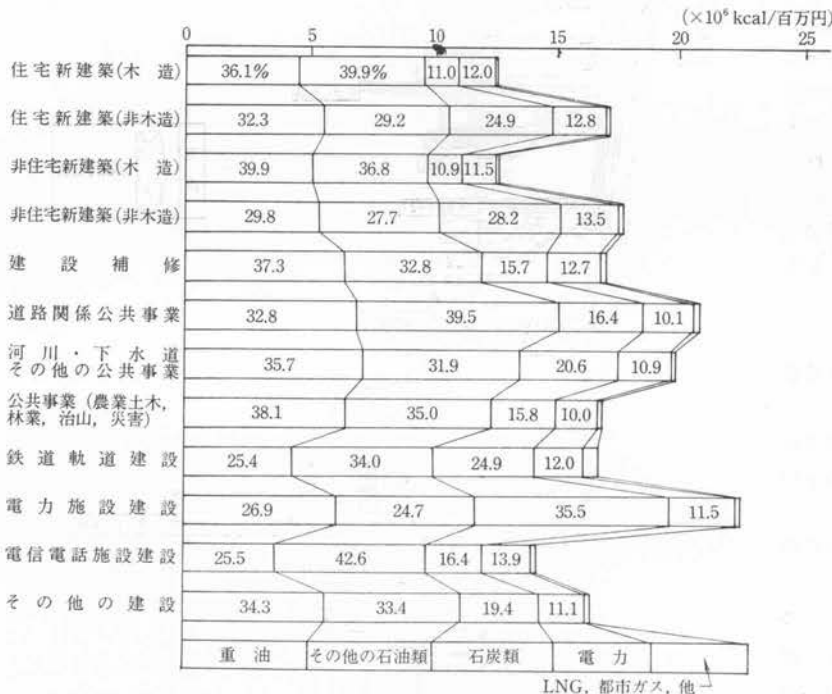 (×10⁶ kcal/百万円)
0 5 10 15 20 25
住宅新建築(木造) 36.1% 39.9% 11.0 12.0
住宅新建築(非木造) 32.3 29.2 24.9 12.8
非住宅新建築(木造) 39.9 36.8 10.9 11.5
非住宅新建築(非木造) 29.8 27.7 28.2 13.5
建設補修 37.3 32.8 15.7 12.7
道路関係公共事業 32.8 39.5 16.4 10.1
河川・下水道
その他の公共事業 35.7 31.9 20.6 10.9
公共事業(農業土木,
林業,治山,災害) 38.1 35.0 15.8 10.0
鉄道軌道建設 25.4 34.0 24.9 12.0
電力施設建設 26.9 24.7 35.5 11.5
電信電話施設建設 25.5 42.6 16.4 13.9
その他の建設 34.3 33.4 19.4 11.1
重油 その他の石油類 石炭類 電力
LNG,都市ガス,他